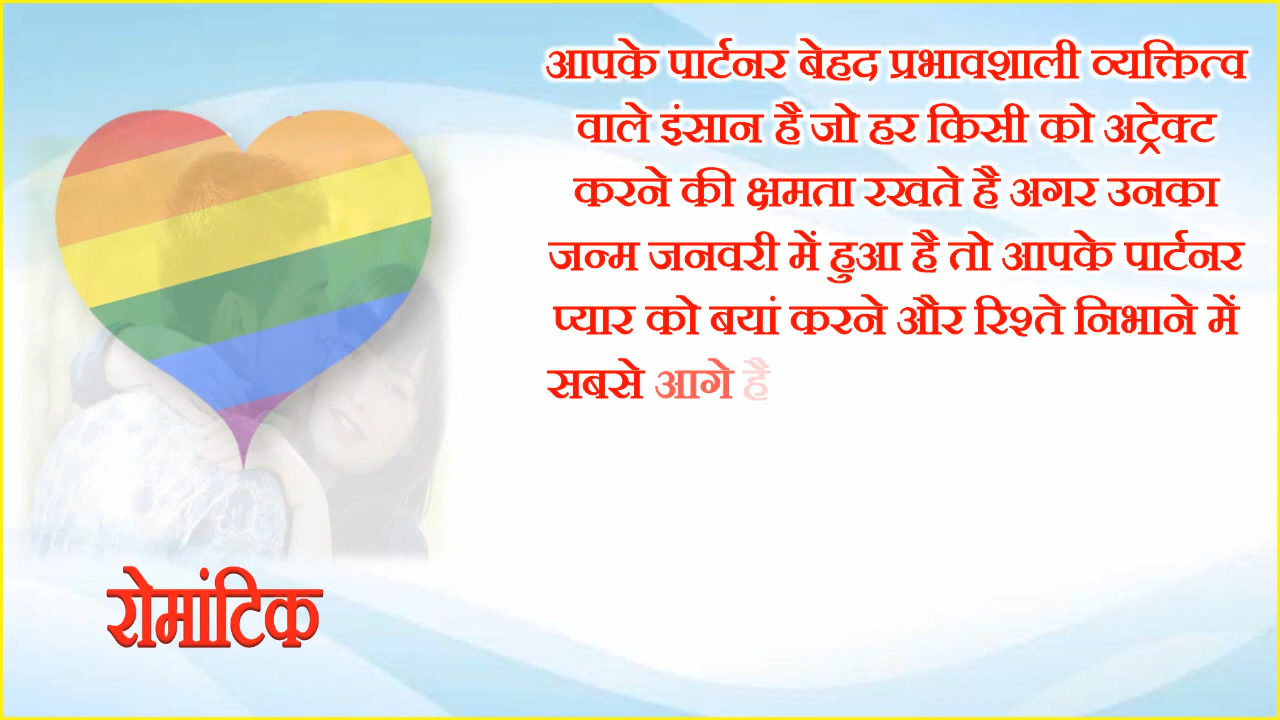 आपके पार्टनर बेहद प्रभावशाली व्यक्तित्व
वाले इंसान है जो हर किसी को अट्रेक्ट
करने की क्षमता रखते है अगर उनका
जन्म जनवरी में हुआ है तो आपके पार्टनर
प्यार को बयां करने और रिश्ते निभाने में
सबसे आगे है
रोमांटिक